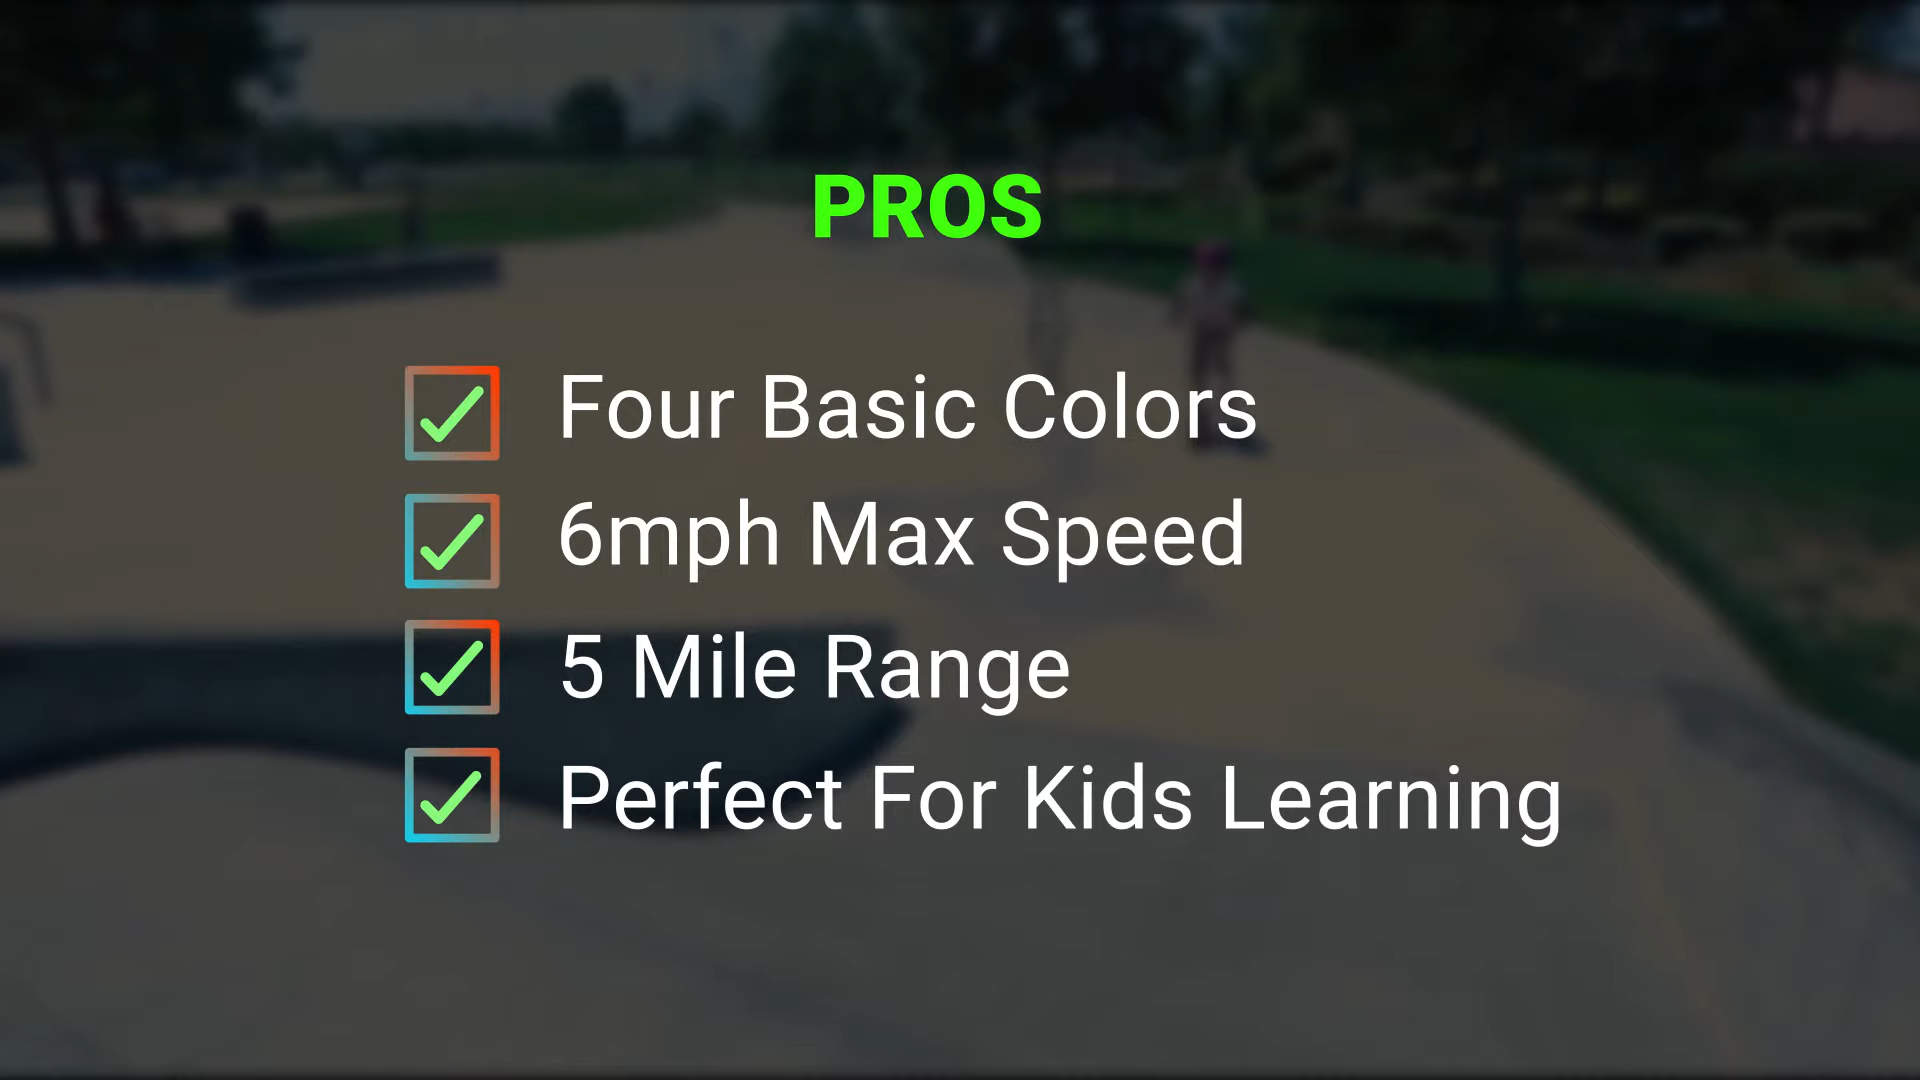 PROS
Four Basic Colors
6mph Max Speed
5 Mile Range
Perfect For Kids Learning